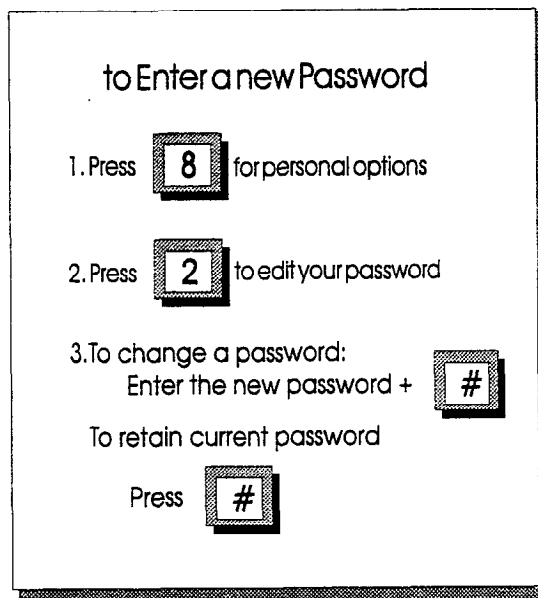 to Enter a new Password
1. Press 8 for personal options
2. Press 2 to edit your password
3. To change a password:
Enter the new password + #
To retain current password
Press #